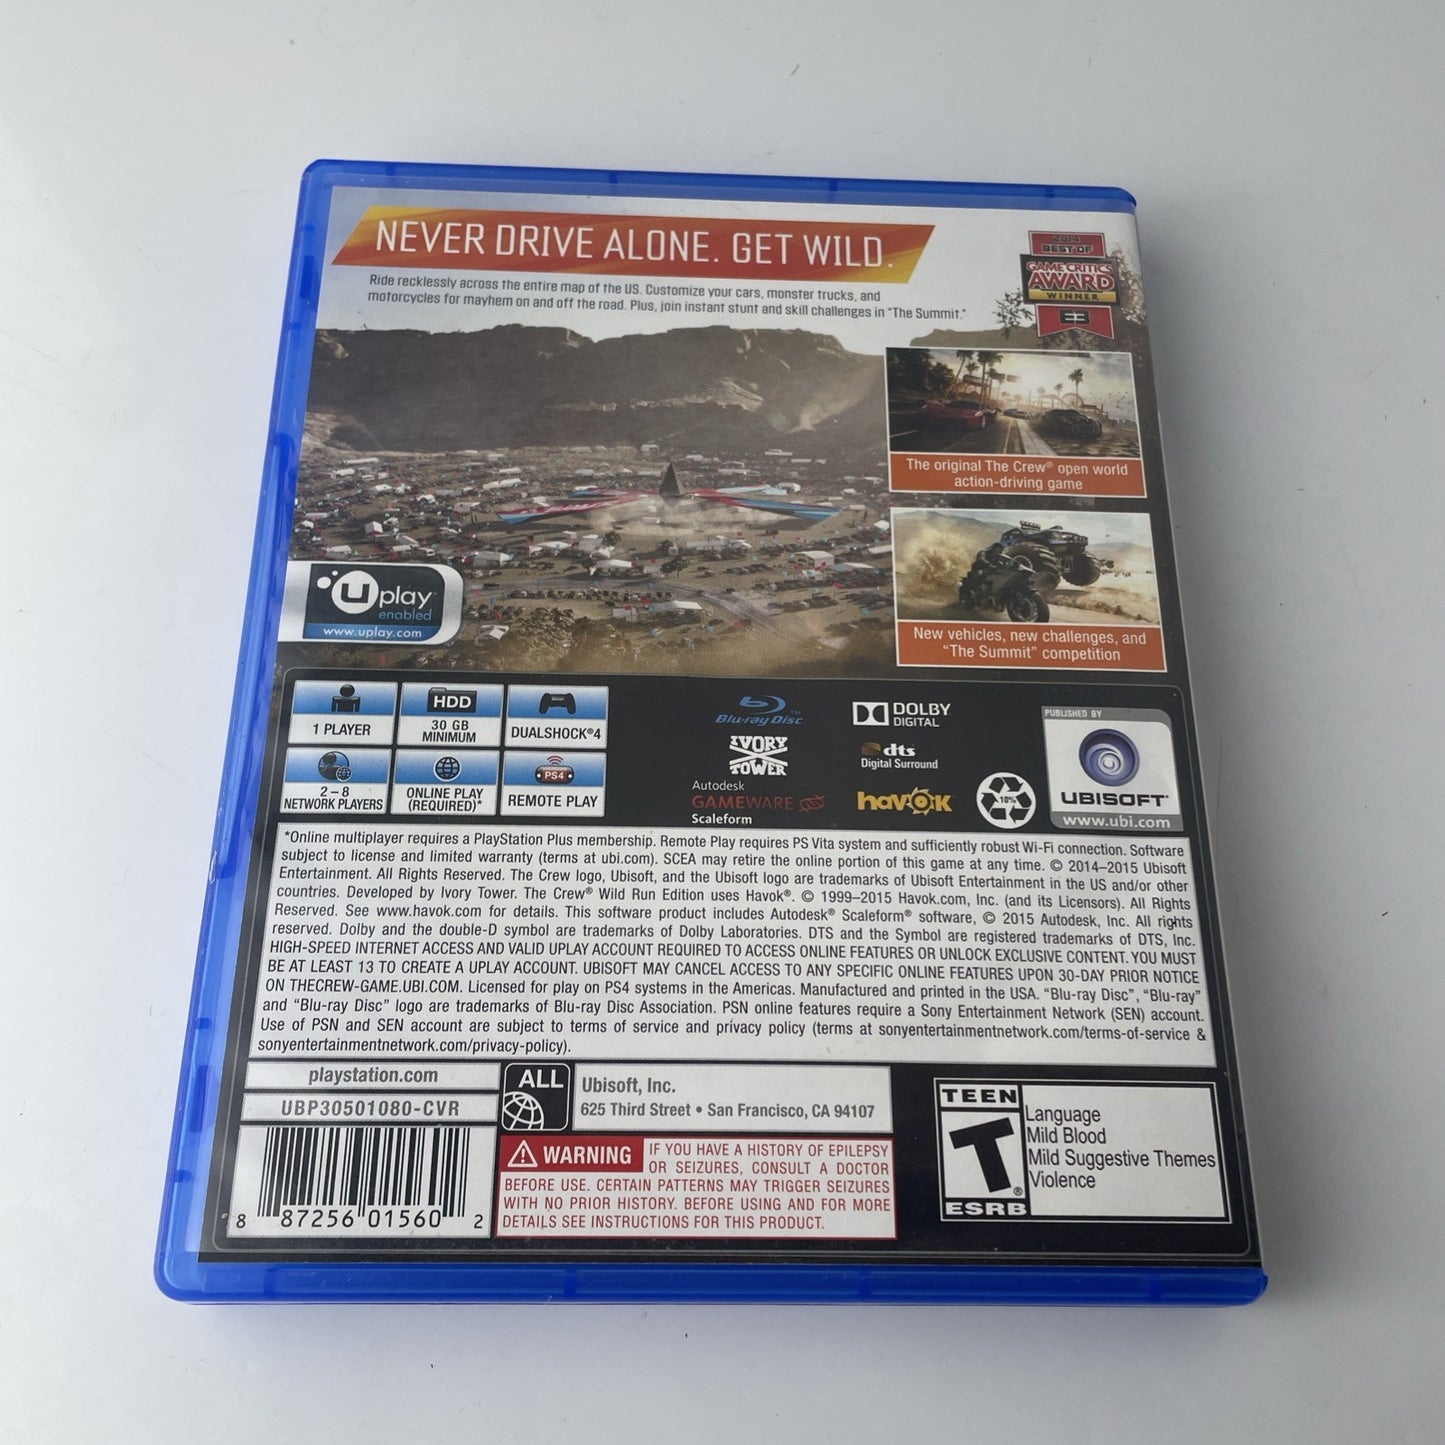 NEVER DRIVE ALONE. GET WILD.
Ride recklessly across the entire map of the US. Customize your cars, monster trucks, and
motorcycles for mayhem on and off the road. Plus, join instant stunt and skill challenges in "The Summit."
2014
BEST OF
GAME CRITICS
AWARD
WINNER
E3
The original The Crew® open world
action-driving game
New vehicles, new challenges, and
"The Summit" competition
Uplay
enabled
www.uplay.com
1 PLAYER
HDD
30 GB
MINIMUM
DUALSHOCK®4
2 – 8
NETWORK PLAYERS
ONLINE PLAY
(REQUIRED)*
PS4
REMOTE PLAY
Blu-ray Disc™
IVORY
TOWER
Autodesk
GAMEWARE
Scaleform
DOLBY
DIGITAL
dts
Digital Surround
havok
10%
PUBLISHED BY
UBISOFT
www.ubi.com
*Online multiplayer requires a PlayStation Plus membership. Remote Play requires PS Vita system and sufficiently robust Wi-Fi connection. Software
subject to license and limited warranty (terms at ubi.com). SCEA may retire the online portion of this game at any time. © 2014–2015 Ubisoft
Entertainment. All Rights Reserved. The Crew logo, Ubisoft, and the Ubisoft logo are trademarks of Ubisoft Entertainment in the US and/or other
countries. Developed by Ivory Tower. The Crew® Wild Run Edition uses Havok®. © 1999–2015 Havok.com, Inc. (and its Licensors). All Rights
Reserved. See www.havok.com for details. This software product includes Autodesk® Scaleform® software, © 2015 Autodesk, Inc. All rights
reserved. Dolby and the double-D symbol are trademarks of Dolby Laboratories. DTS and the Symbol are registered trademarks of DTS, Inc.
HIGH-SPEED INTERNET ACCESS AND VALID UPLAY ACCOUNT REQUIRED TO ACCESS ONLINE FEATURES OR UNLOCK EXCLUSIVE CONTENT. YOU MUST
BE AT LEAST 13 TO CREATE A UPLAY ACCOUNT. UBISOFT MAY CANCEL ACCESS TO ANY SPECIFIC ONLINE FEATURES UPON 30-DAY PRIOR NOTICE
ON THECREW-GAME.UBI.COM. Licensed for play on PS4 systems in the Americas. Manufactured and printed in the USA. "Blu-ray Disc", "Blu-ray"
and "Blu-ray Disc" logo are trademarks of Blu-ray Disc Association. PSN online features require a Sony Entertainment Network (SEN) account.
Use of PSN and SEN account are subject to terms of service and privacy policy (terms at sonyentertainmentnetwork.com/terms-of-service &
sonyentertainmentnetwork.com/privacy-policy).
playstation.com
UBP30501080-CVR
8 87256 01560 2
ALL
Ubisoft, Inc.
625 Third Street • San Francisco, CA 94107
WARNING IF YOU HAVE A HISTORY OF EPILEPSY
OR SEIZURES, CONSULT A DOCTOR
BEFORE USE. CERTAIN PATTERNS MAY TRIGGER SEIZURES
WITH NO PRIOR HISTORY. BEFORE USING AND FOR MORE
DETAILS SEE INSTRUCTIONS FOR THIS PRODUCT.
TEEN
T®
ESRB
Language
Mild Blood
Mild Suggestive Themes
Violence